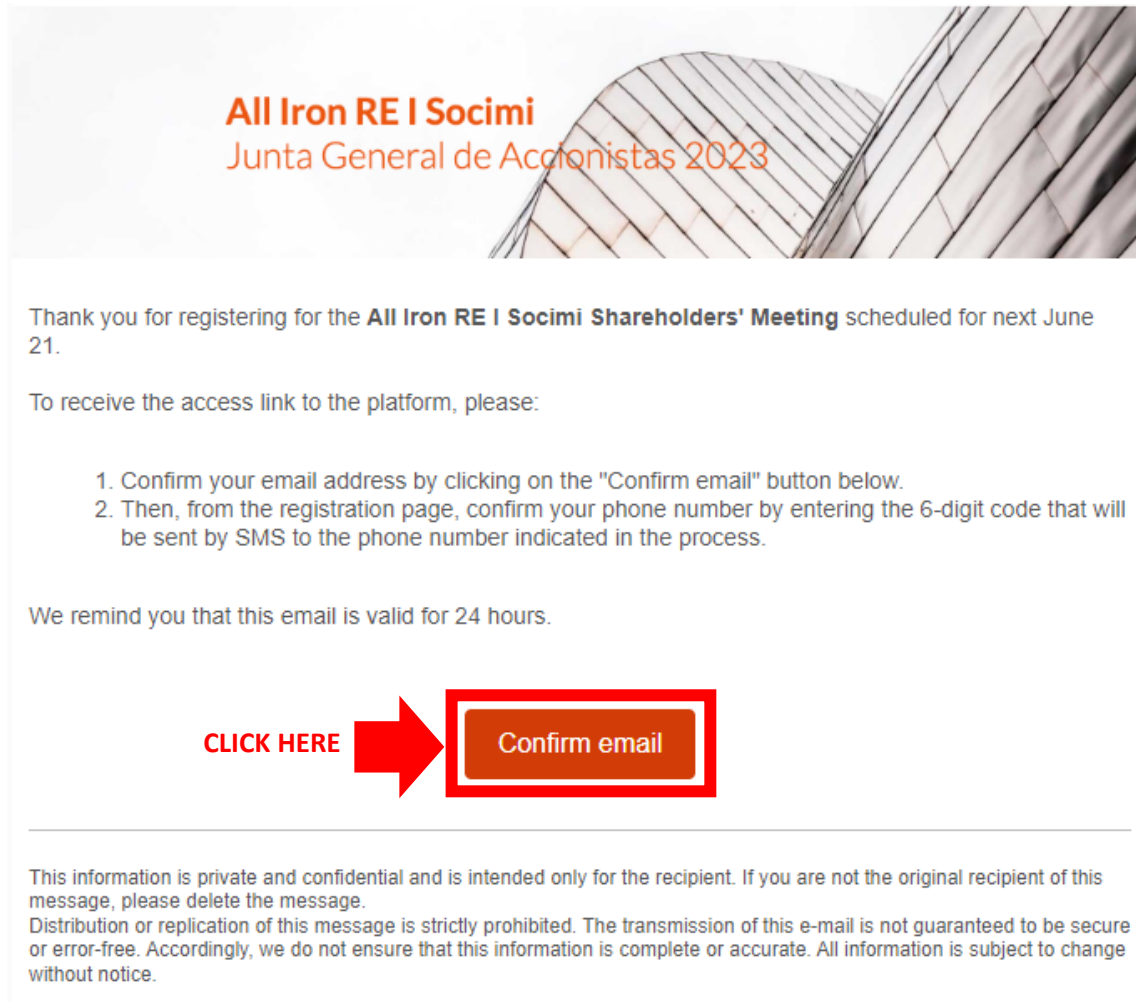 All Iron RE I Socimi
Junta General de Accionistas 2023
Thank you for registering for the All Iron RE I Socimi Shareholders' Meeting scheduled for next June
21.
To receive the access link to the platform, please:
1. Confirm your email address by clicking on the "Confirm email" button below.
2. Then, from the registration page, confirm your phone number by entering the 6-digit code that will
be sent by SMS to the phone number indicated in the process.
We remind you that this email is valid for 24 hours.
CLICK HERE
Confirm email
This information is private and confidential and is intended only for the recipient. If you are not the original recipient of this
message, please delete the message.
Distribution or replication of this message is strictly prohibited. The transmission of this e-mail is not guaranteed to be secure
or error-free. Accordingly, we do not ensure that this information is complete or accurate. All information is subject to change
without notice.